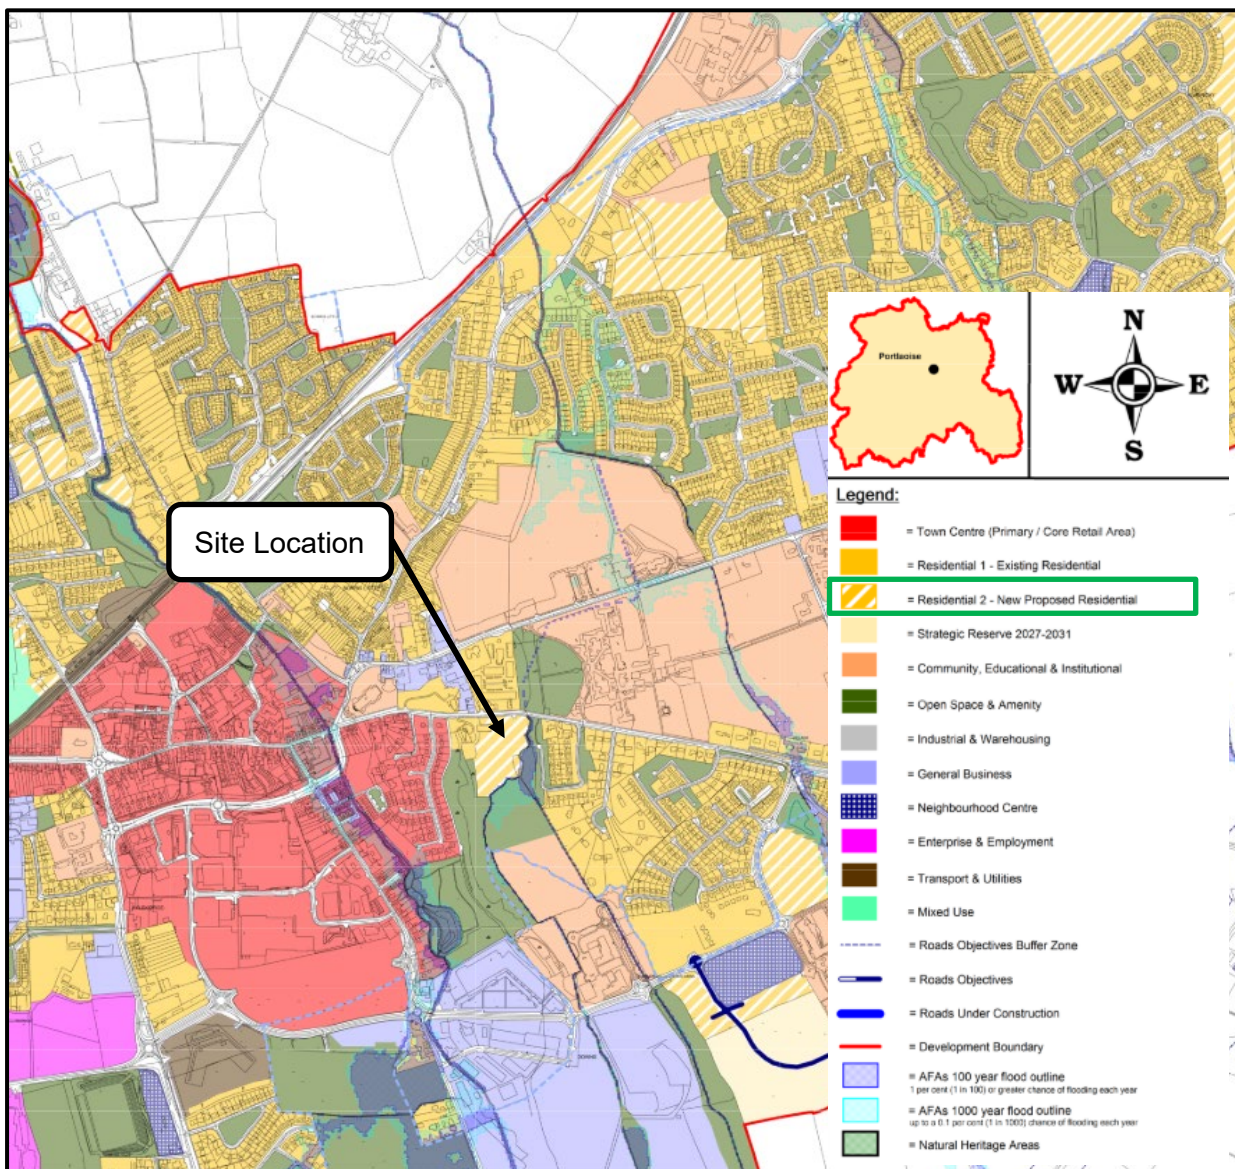 Site Location
Portlaoise
N
W
E
S
Legend:
= Town Centre (Primary / Core Retail Area)
= Residential 1 - Existing Residential
= Residential 2 - New Proposed Residential
= Strategic Reserve 2027-2031
= Community, Educational & Institutional
= Open Space & Amenity
= Industrial & Warehousing
= General Business
= Neighbourhood Centre
= Enterprise & Employment
= Transport & Utilities
= Mixed Use
= Roads Objectives Buffer Zone
= Roads Objectives
= Roads Under Construction
= Development Boundary
= AFAs 100 year flood outline
1 per cent (1 in 100) or greater chance of flooding each year
= AFAs 1000 year flood outline
up to a 0.1 per cent (1 in 1000) chance of flooding each year
= Natural Heritage Areas